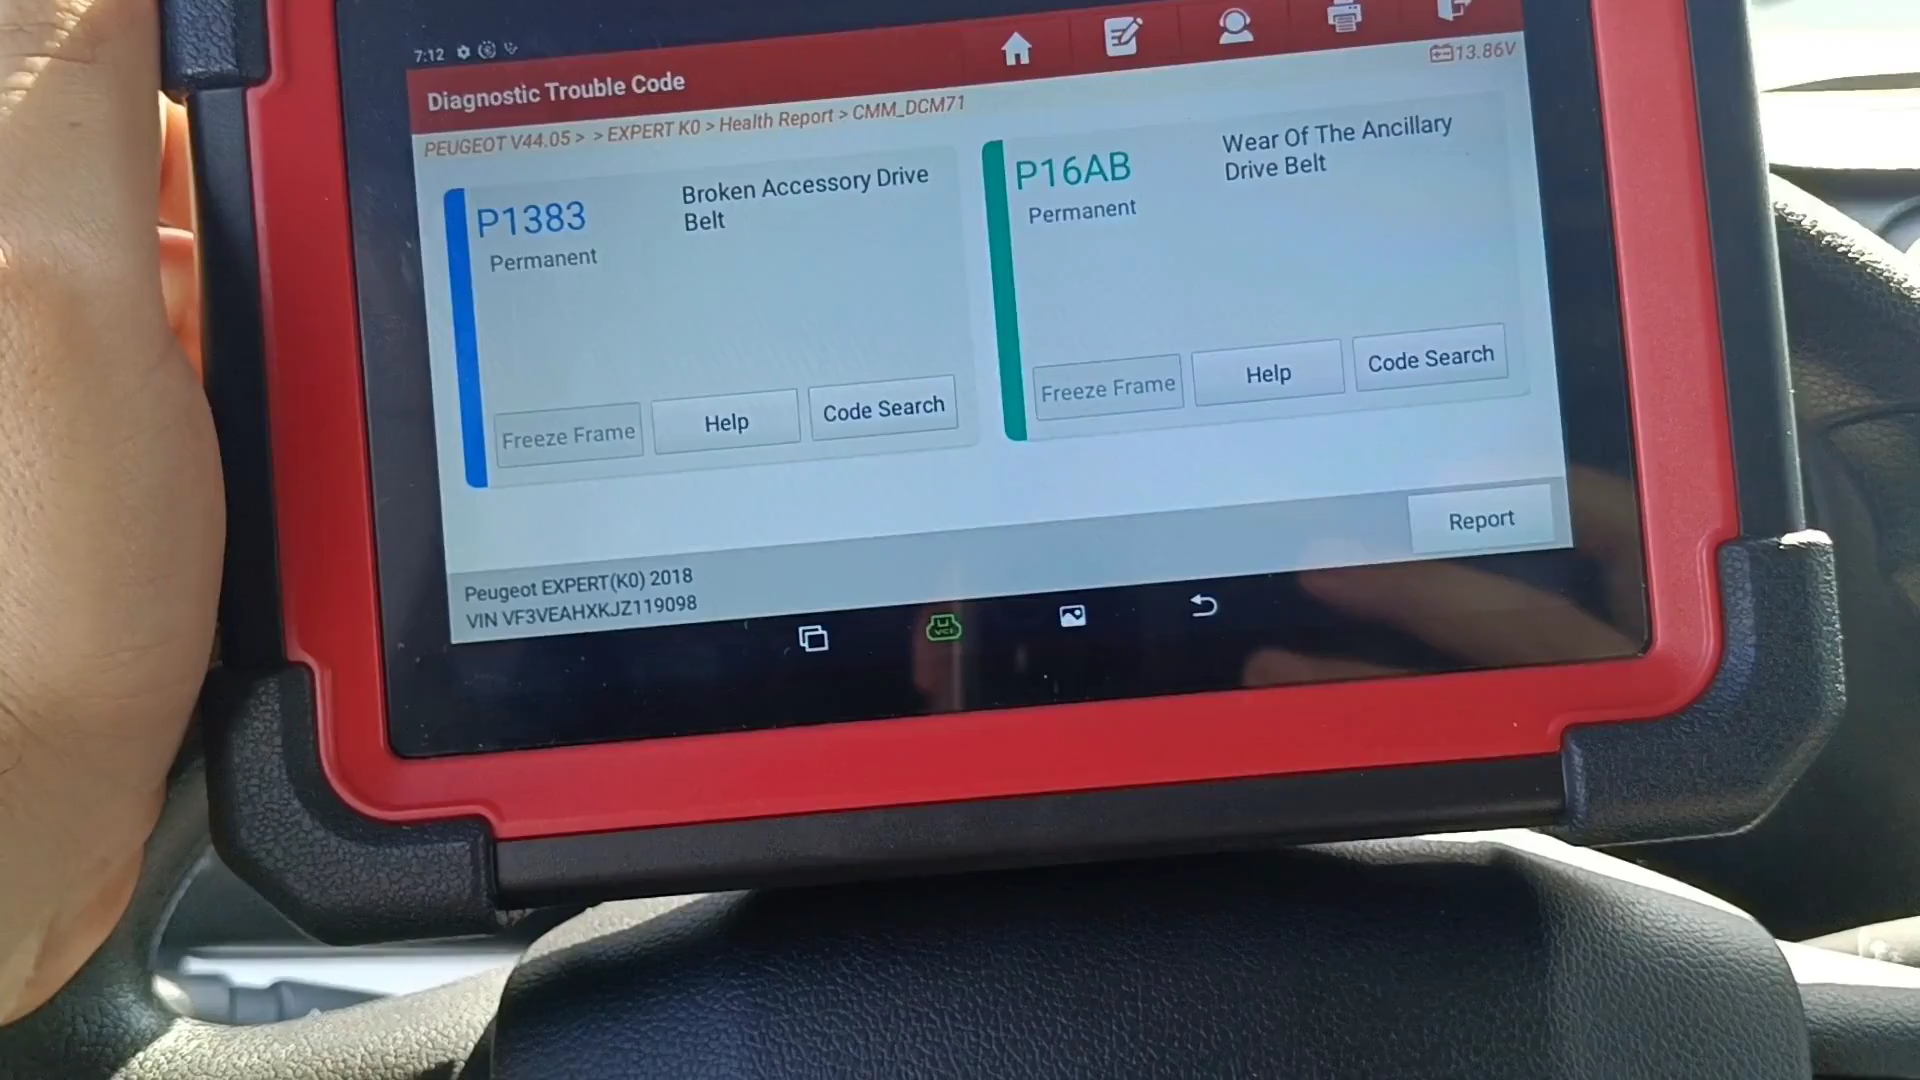 7:12
13.86V
Diagnostic Trouble Code
PEUGEOT V44.05 > > EXPERT K0 > Health Report > CMM_DCM71
P1383
Broken Accessory Drive
Belt
Permanent
Freeze Frame
Help
Code Search
P16AB
Wear Of The Ancillary
Drive Belt
Permanent
Freeze Frame
Help
Code Search
Report
Peugeot EXPERT(K0) 2018
VIN VF3VEAHXKJZ119098
VCI